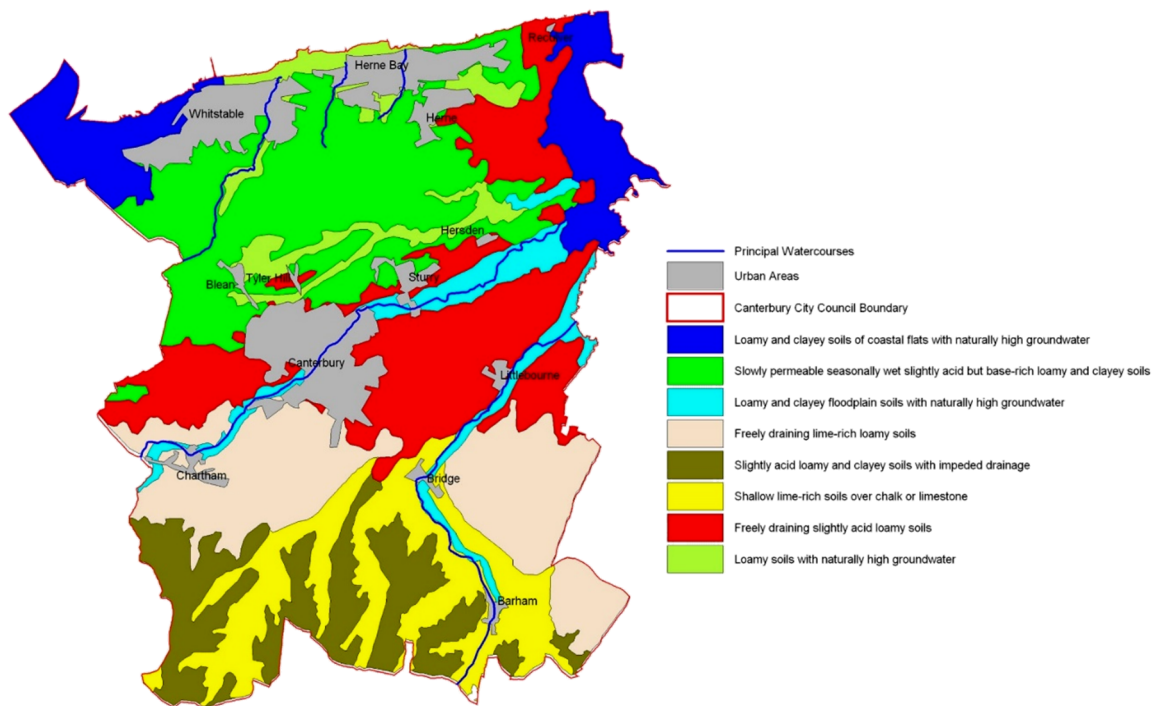 Reculver
Herne Bay
Whitstable
Herne
Hersden
Tyler Hill
Blean
Sturry
Canterbury
Littlebourne
Chartham
Bridge
Barham
Principal Watercourses
Urban Areas
Canterbury City Council Boundary
Loamy and clayey soils of coastal flats with naturally high groundwater
Slowly permeable seasonally wet slightly acid but base-rich loamy and clayey soils
Loamy and clayey floodplain soils with naturally high groundwater
Freely draining lime-rich loamy soils
Slightly acid loamy and clayey soils with impeded drainage
Shallow lime-rich soils over chalk or limestone
Freely draining slightly acid loamy soils
Loamy soils with naturally high groundwater